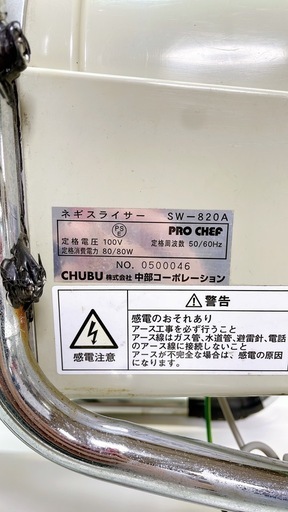 ネギスライサー SW-820A
PS E PRO CHEF
定格電圧 100V 定格周波数 50/60Hz
定格消費電力 80/80W
NO. 0500046
CHUBU 株式会社 中部コーポレーション
⚠警告
感電のおそれあり
アース工事を必ず行うこと
アース線はガス管、水道管、避雷針、電話
のアース線に接続しないこと
アースが不完全な場合は、感電の原因
になります。
感電注意